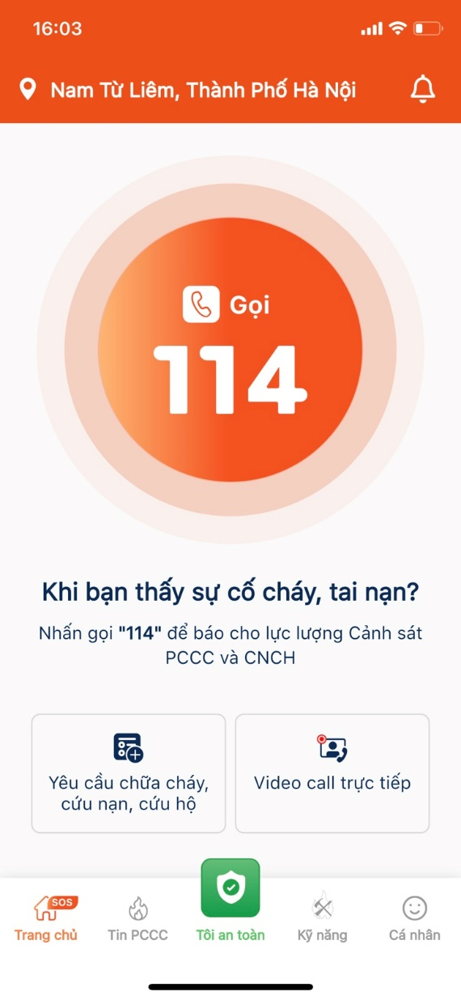 16:03
Nam Từ Liêm, Thành Phố Hà Nội
Gọi
114
Khi bạn thấy sự cố cháy, tai nạn?
Nhấn gọi "114" để báo cho lực lượng Cảnh sát
PCCC và CNCH
Yêu cầu chữa cháy,
cứu nạn, cứu hộ
Video call trực tiếp
SOS
Trang chủ
Tin PCCC
Tôi an toàn
Kỹ năng
Cá nhân